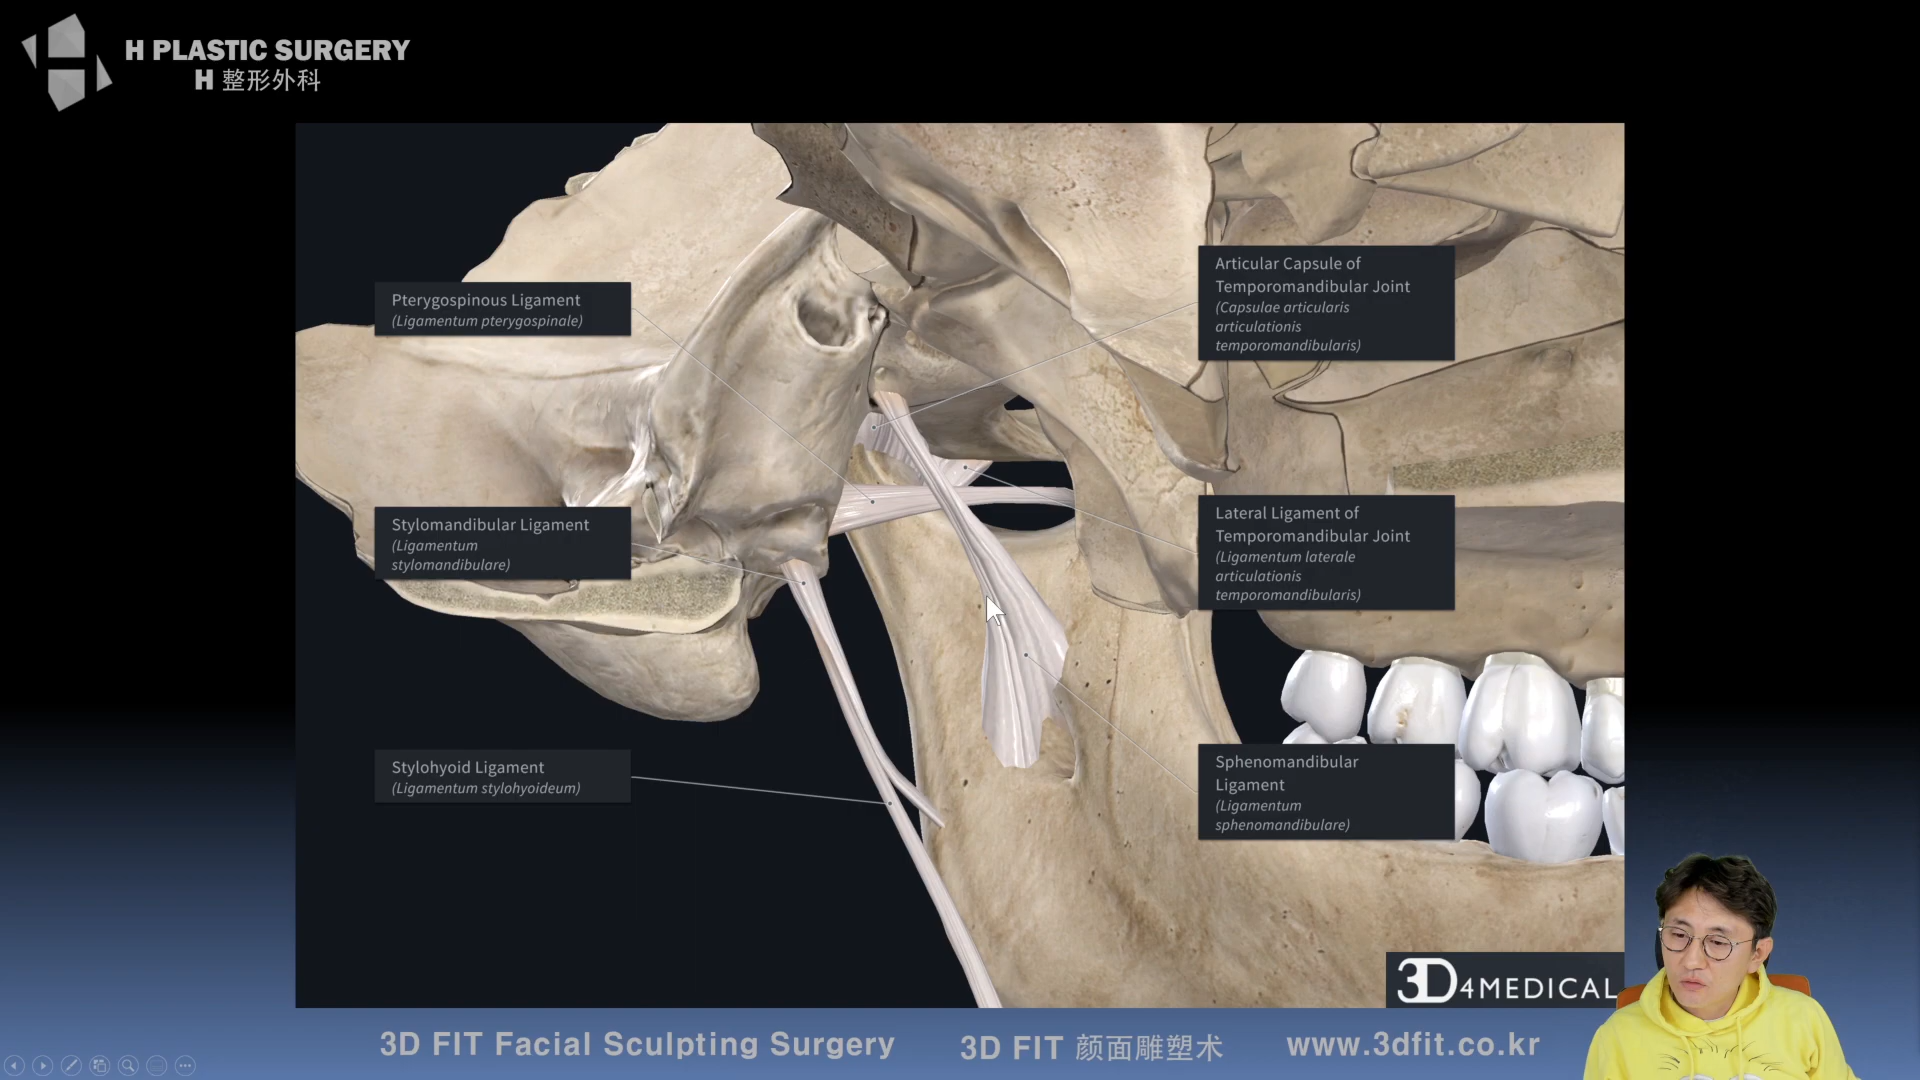 H PLASTIC SURGERY
H 整形外科
Pterygospinous Ligament
(Ligamentum pterygospinale)
Stylomandibular Ligament
(Ligamentum
stylomandibulare)
Stylohyoid Ligament
(Ligamentum stylohyoideum)
Articular Capsule of
Temporomandibular Joint
(Capsulae articularis
articulationis
temporomandibularis)
Lateral Ligament of
Temporomandibular Joint
(Ligamentum laterale
articulationis
temporomandibularis)
Sphenomandibular
Ligament
(Ligamentum
sphenomandibulare)
3D4MEDICAL
3D FIT Facial Sculpting Surgery
3D FIT 颜面雕塑术
www.3dfit.co.kr